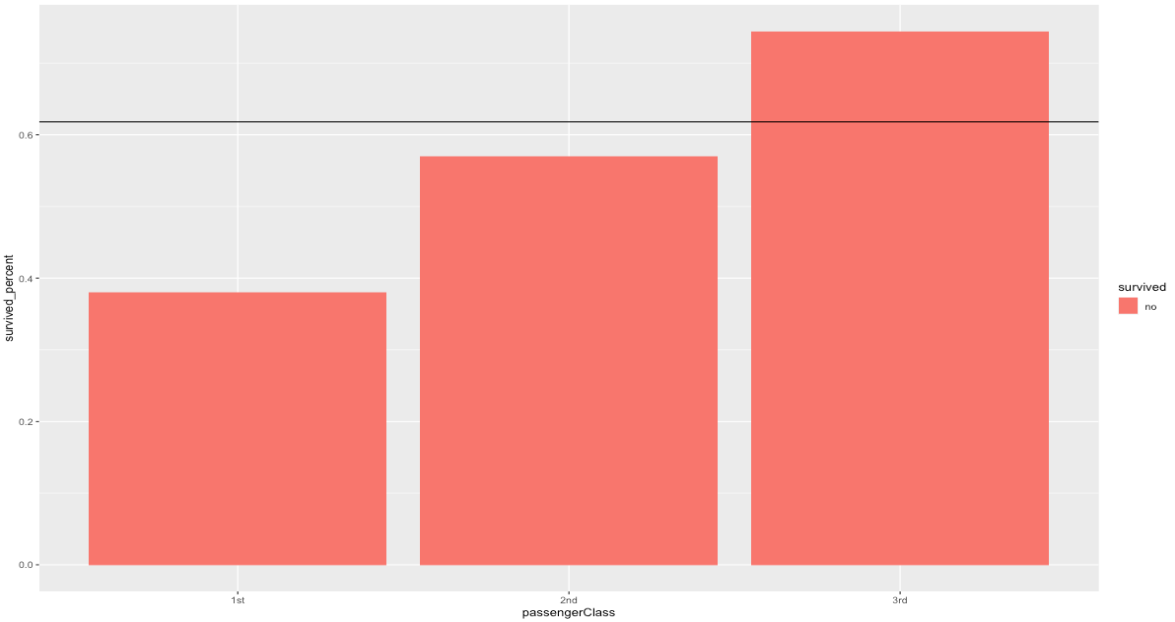 survived_percent
0.6
0.4
0.2
0.0
1st
2nd
3rd
passengerClass
survived
no